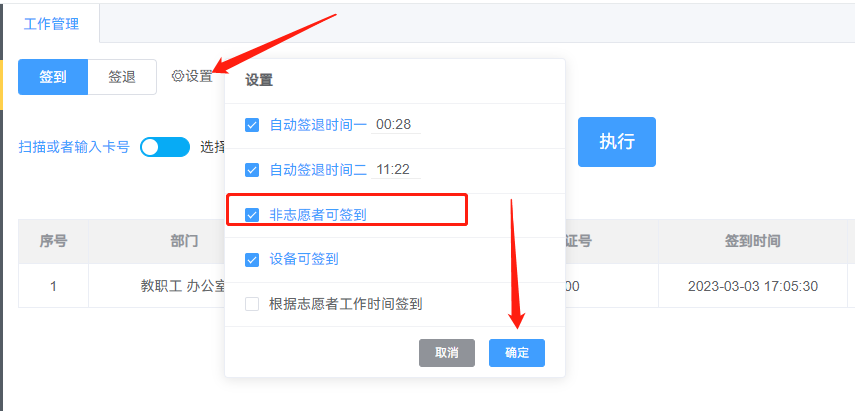 工作管理
签到 签退 设置
设置
自动签退时间一 00:28
扫描或者输入卡号 选择
执行
自动签退时间二 11:22
非志愿者可签到
序号 部门 证号 签到时间
设备可签到
1 教职工 办公室 00 2023-03-03 17:05:30
根据志愿者工作时间签到
取消 确定